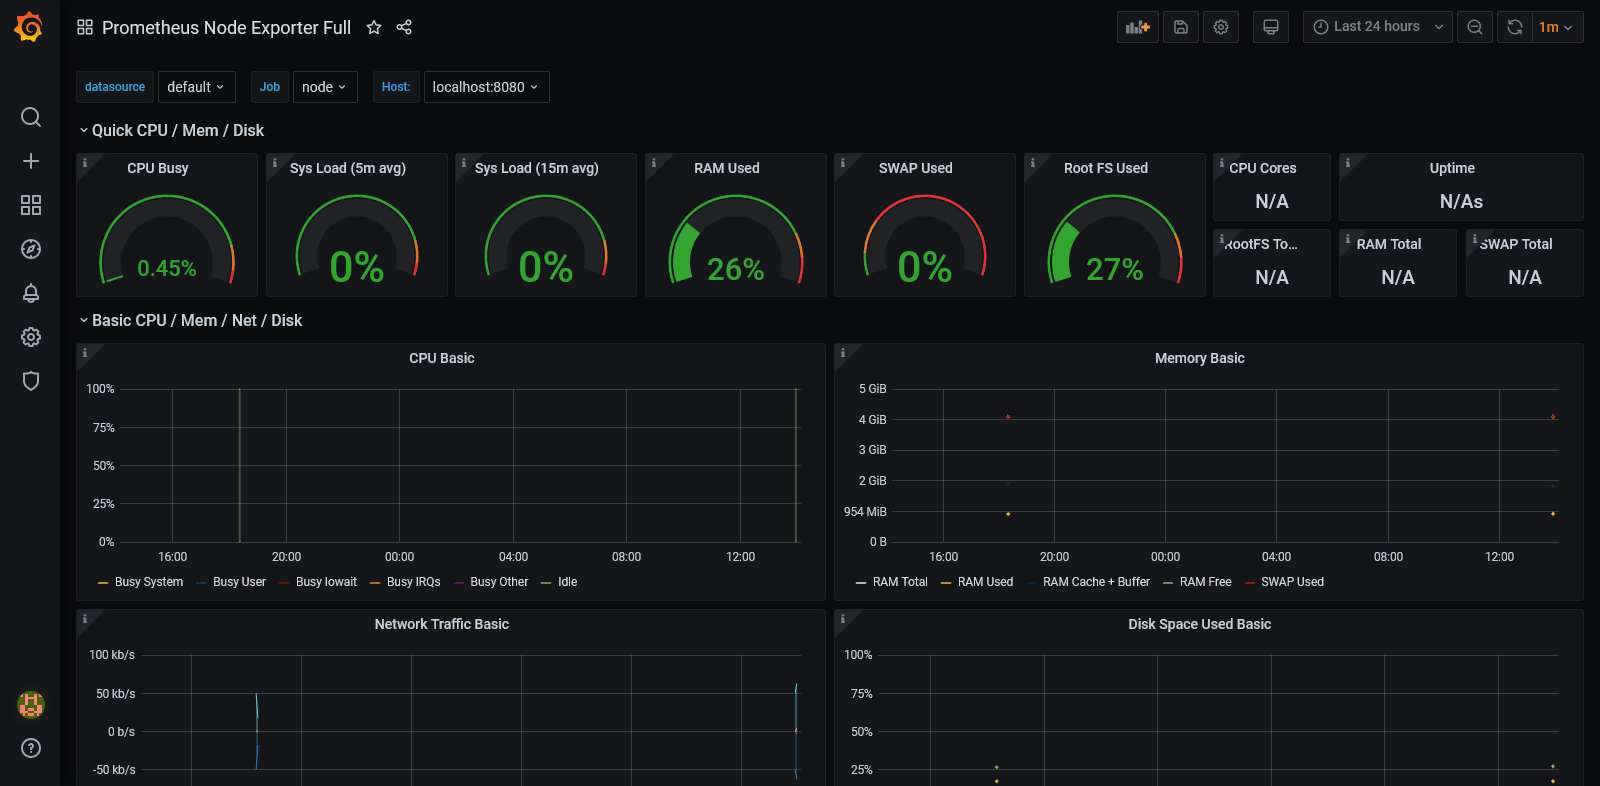 Prometheus Node Exporter Full
Last 24 hours
1m
datasource default Job node Host: localhost:8080
Quick CPU / Mem / Disk
CPU Busy
0.45%
Sys Load (5m avg)
0%
Sys Load (15m avg)
0%
RAM Used
26%
SWAP Used
0%
Root FS Used
27%
CPU Cores
N/A
Uptime
N/As
RootFS To...
N/A
RAM Total
N/A
SWAP Total
N/A
Basic CPU / Mem / Net / Disk
CPU Basic
100%
75%
50%
25%
0%
16:00 20:00 00:00 04:00 08:00 12:00
Busy System Busy User Busy Iowait Busy IRQs Busy Other Idle
Memory Basic
5 GiB
4 GiB
3 GiB
2 GiB
954 MiB
0 B
16:00 20:00 00:00 04:00 08:00 12:00
RAM Total RAM Used RAM Cache + Buffer RAM Free SWAP Used
Network Traffic Basic
100 kb/s
50 kb/s
0 b/s
-50 kb/s
Disk Space Used Basic
100%
75%
50%
25%